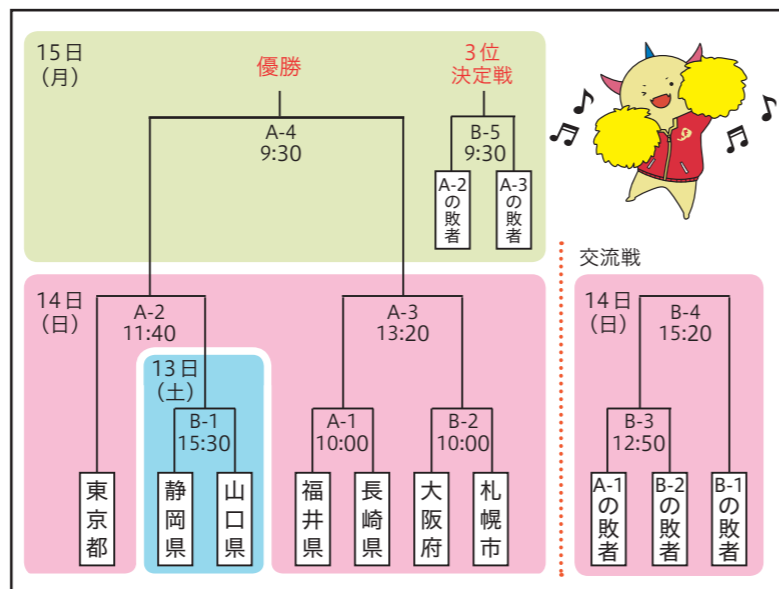 15日
（月）
優勝
3位
決定戦
A-4
9:30
B-5
9:30
A-2の敗者
A-3の敗者
交流戦
14日
（日）
A-2
11:40
A-3
13:20
14日
（日）
B-4
15:20
13日
（土）
B-1
15:30
A-1
10:00
B-2
10:00
B-3
12:50
東京都
静岡県
山口県
福井県
長崎県
大阪府
札幌市
A-1の敗者
B-2の敗者
B-1の敗者